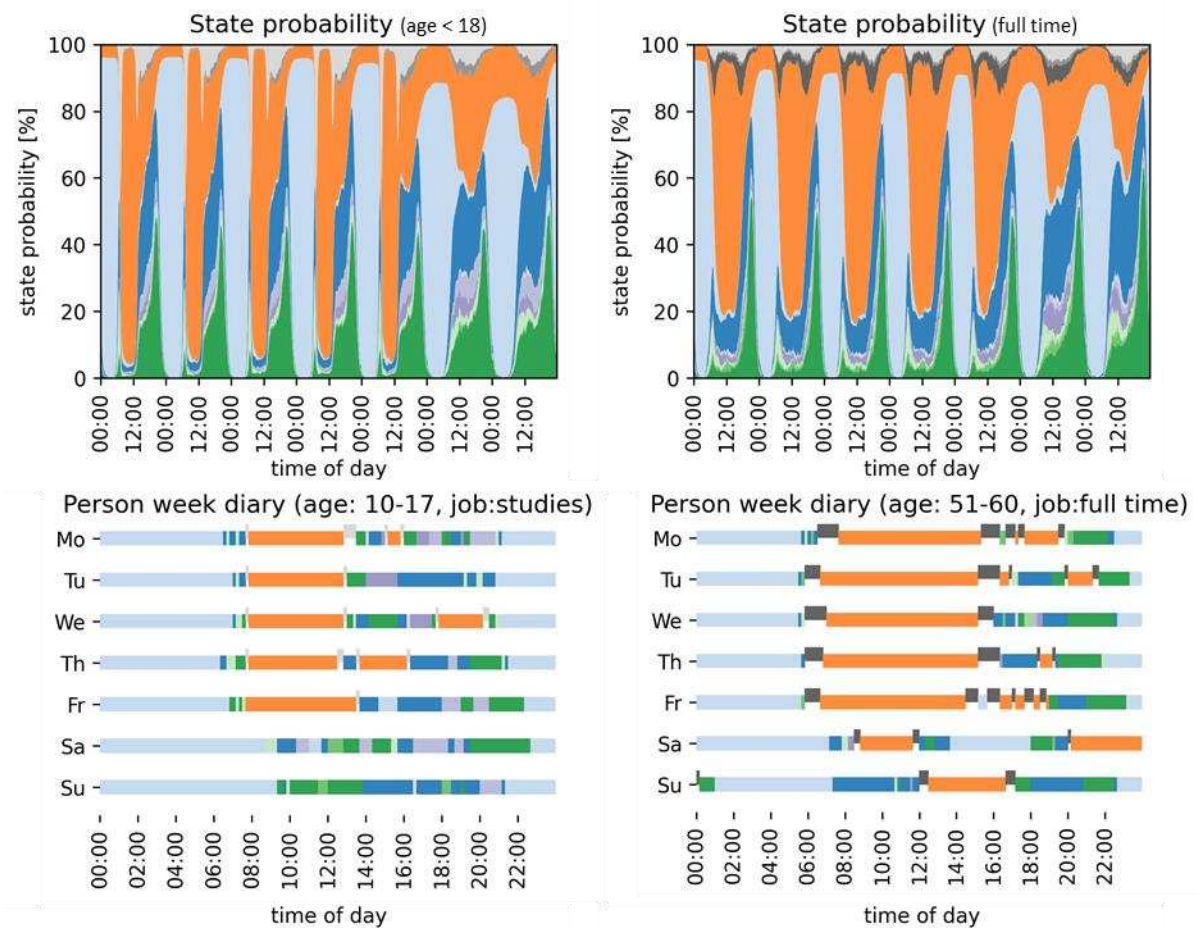 State probability (age < 18)
100
80
60
40
20
0
state probability [%]
00:00
12:00
00:00
12:00
00:00
12:00
00:00
12:00
00:00
12:00
00:00
12:00
00:00
12:00
time of day
State probability (full time)
100
80
60
40
20
0
state probability [%]
00:00
12:00
00:00
12:00
00:00
12:00
00:00
12:00
00:00
12:00
00:00
12:00
00:00
12:00
time of day
Person week diary (age: 10-17, job:studies)
Mo
Tu
We
Th
Fr
Sa
Su
00:00
02:00
04:00
06:00
08:00
10:00
12:00
14:00
16:00
18:00
20:00
22:00
time of day
Person week diary (age: 51-60, job:full time)
Mo
Tu
We
Th
Fr
Sa
Su
00:00
02:00
04:00
06:00
08:00
10:00
12:00
14:00
16:00
18:00
20:00
22:00
time of day